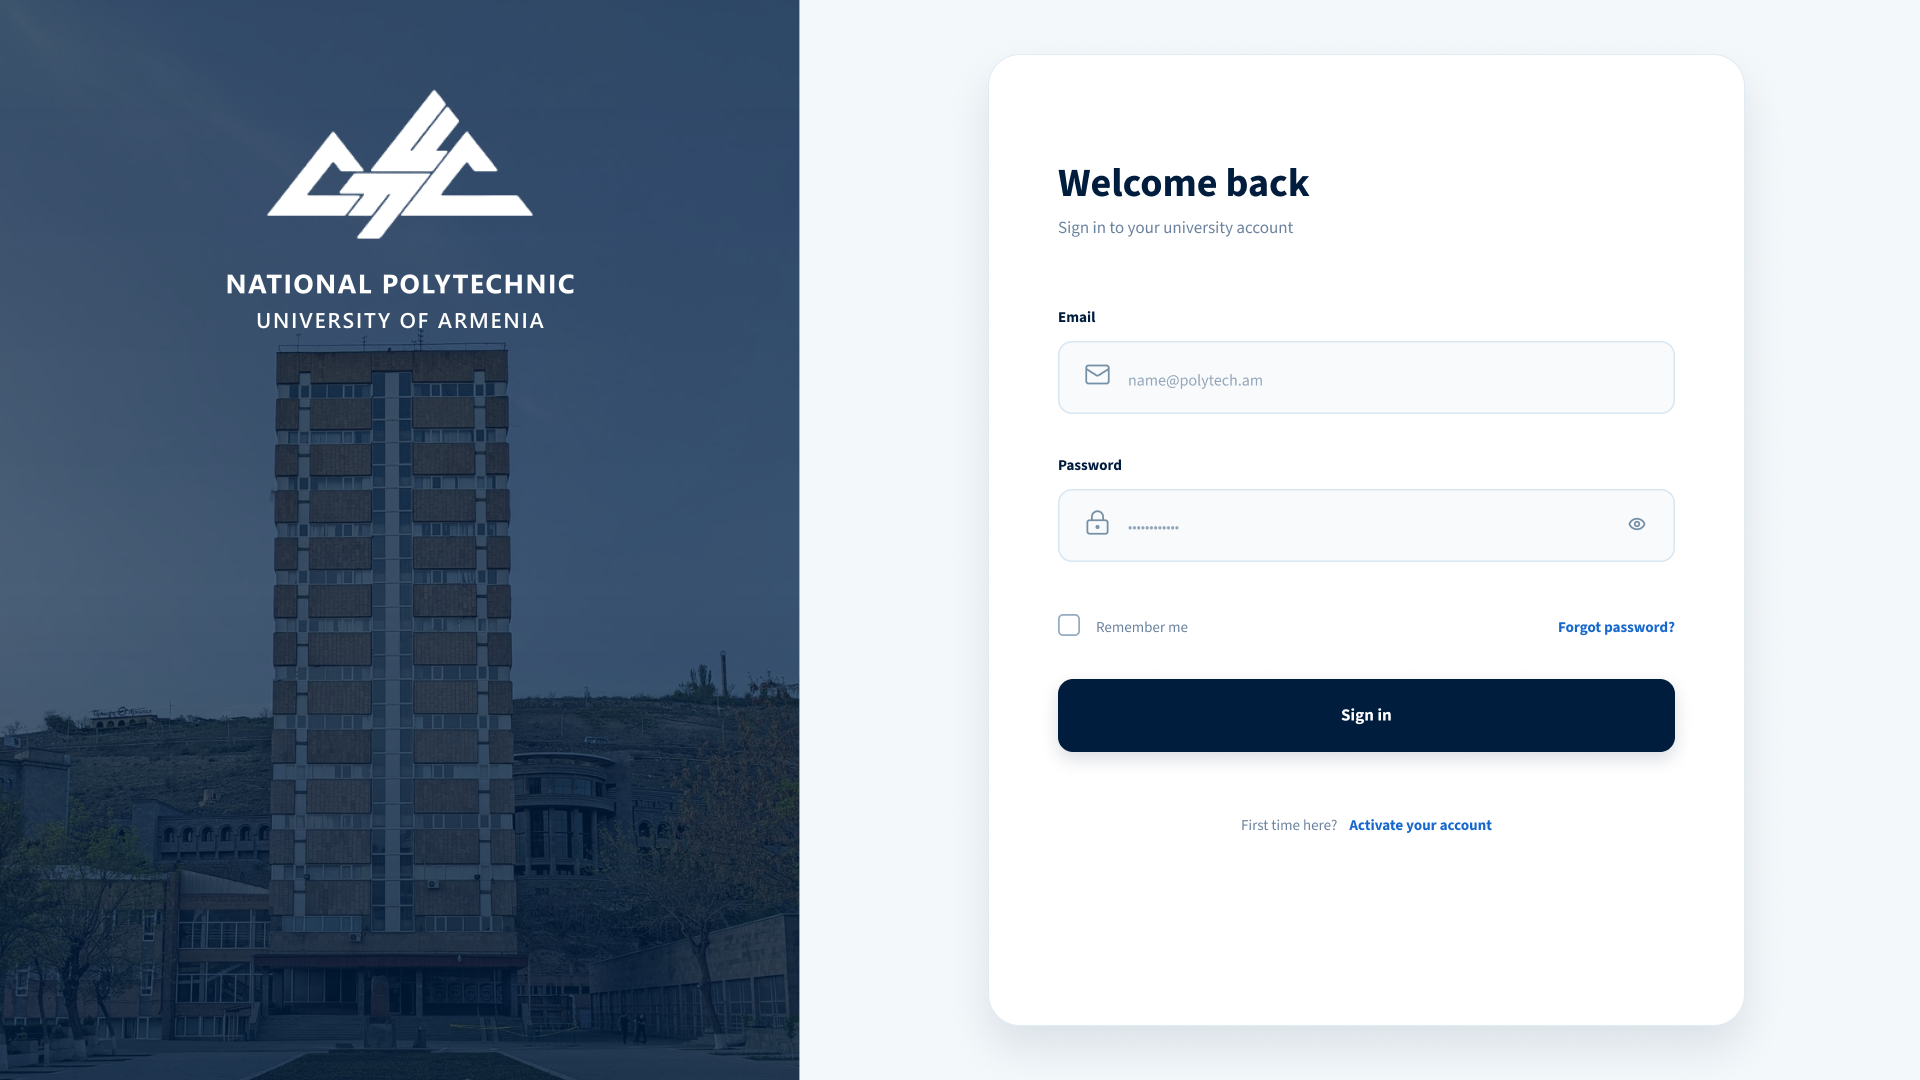 NATIONAL POLYTECHNIC
UNIVERSITY OF ARMENIA
Welcome back
Sign in to your university account
Email
name@polytech.am
Password
••••••••••••
Remember me
Forgot password?
Sign in
First time here? Activate your account